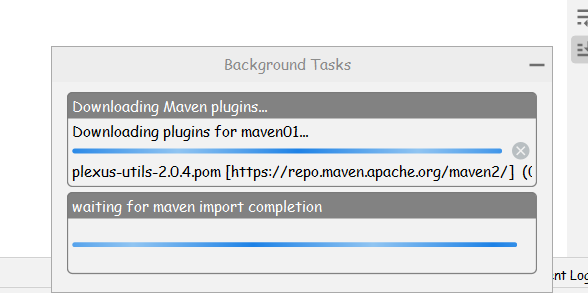 Background Tasks
Downloading Maven plugins...
Downloading plugins for maven01...
plexus-utils-2.0.4.pom [https://repo.maven.apache.org/maven2/] (
waiting for maven import completion
nt Log